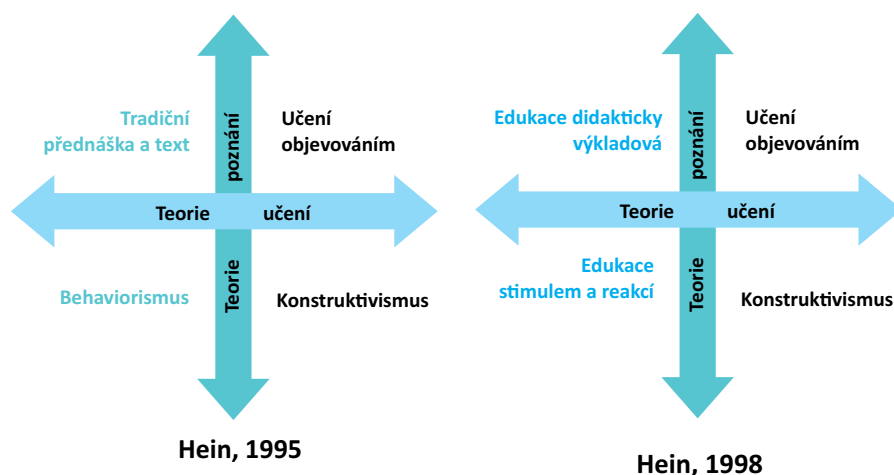 Tradiční
přednáška a text
poznání
Učení
objevováním
Teorie učení
Behaviorismus
Teorie
Konstruktivismus
Hein, 1995
Edukace didakticky
výkladová
poznání
Učení
objevováním
Teorie učení
Edukace
stimulem a reakcí
Teorie
Konstruktivismus
Hein, 1998